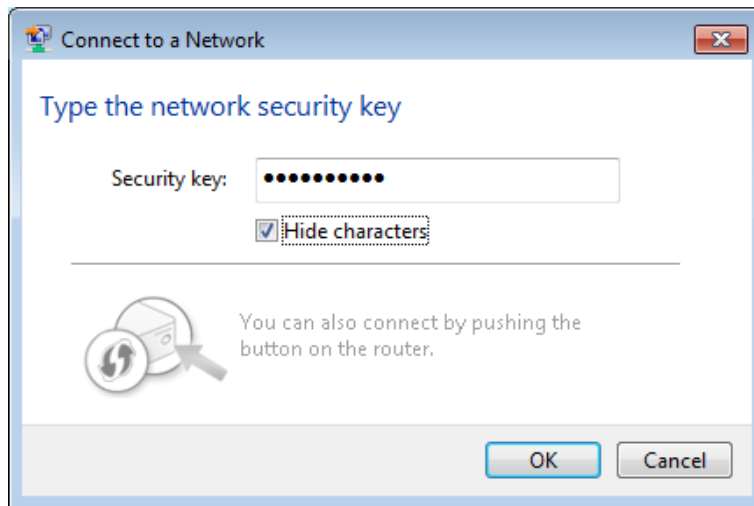 Connect to a Network
Type the network security key
Security key: ●●●●●●●●●●
Hide characters
You can also connect by pushing the
button on the router.
OK Cancel